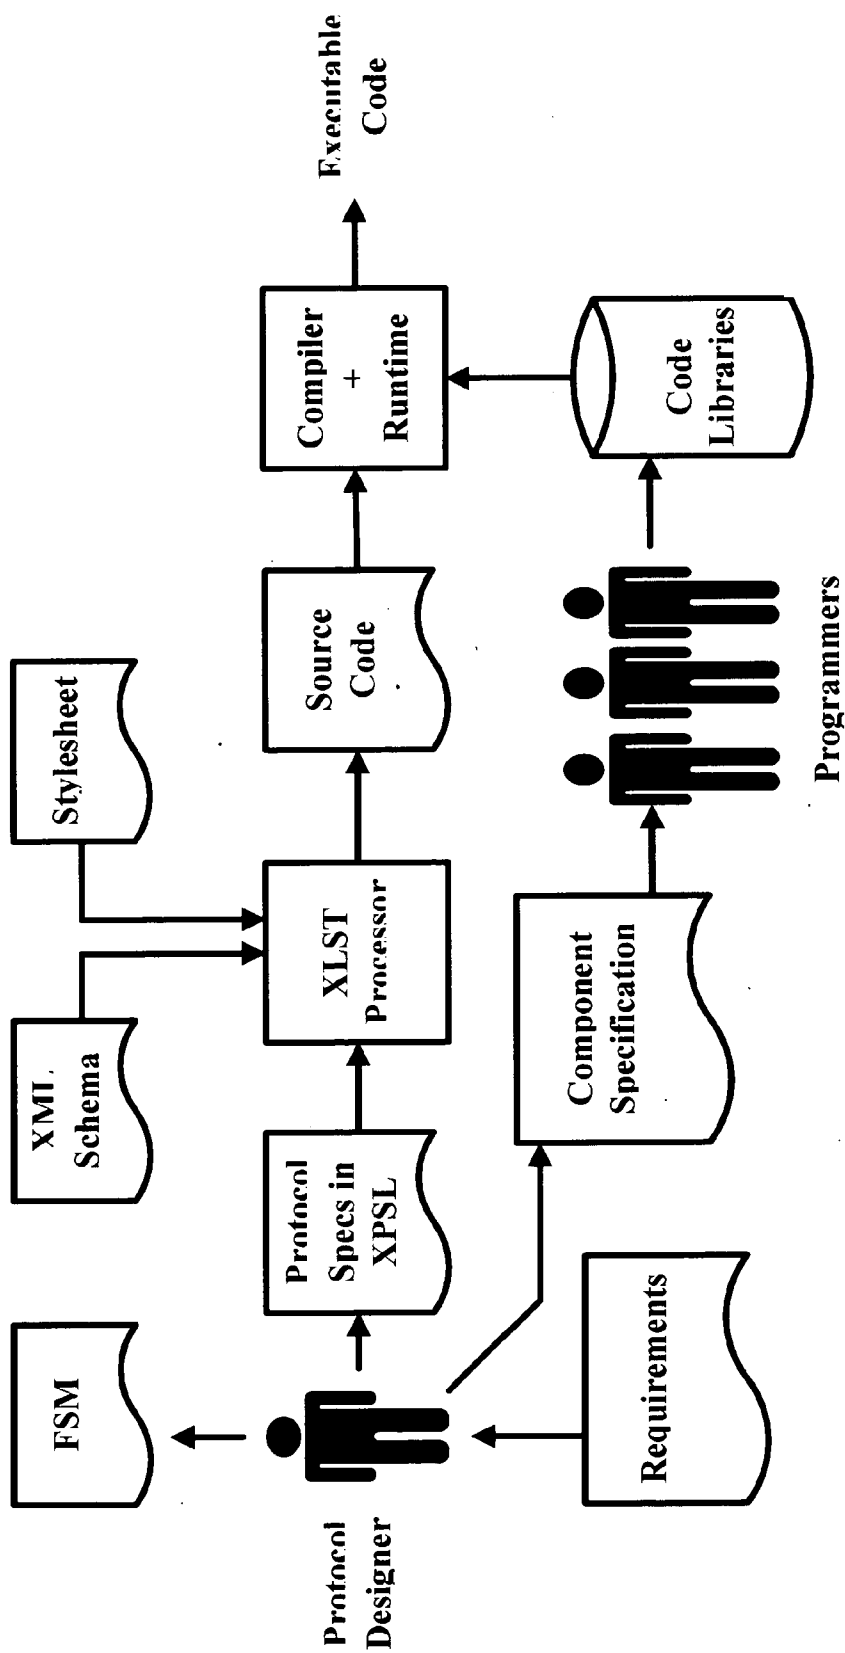 FSM
XML
Schema
Stylesheet
Protocol
Designer
Protocol
Specs in
XPSL
XLST
Processor
Source
Code
Compiler
+
Runtime
Executable
Code
Requirements
Component
Specification
Programmers
Code
Libraries